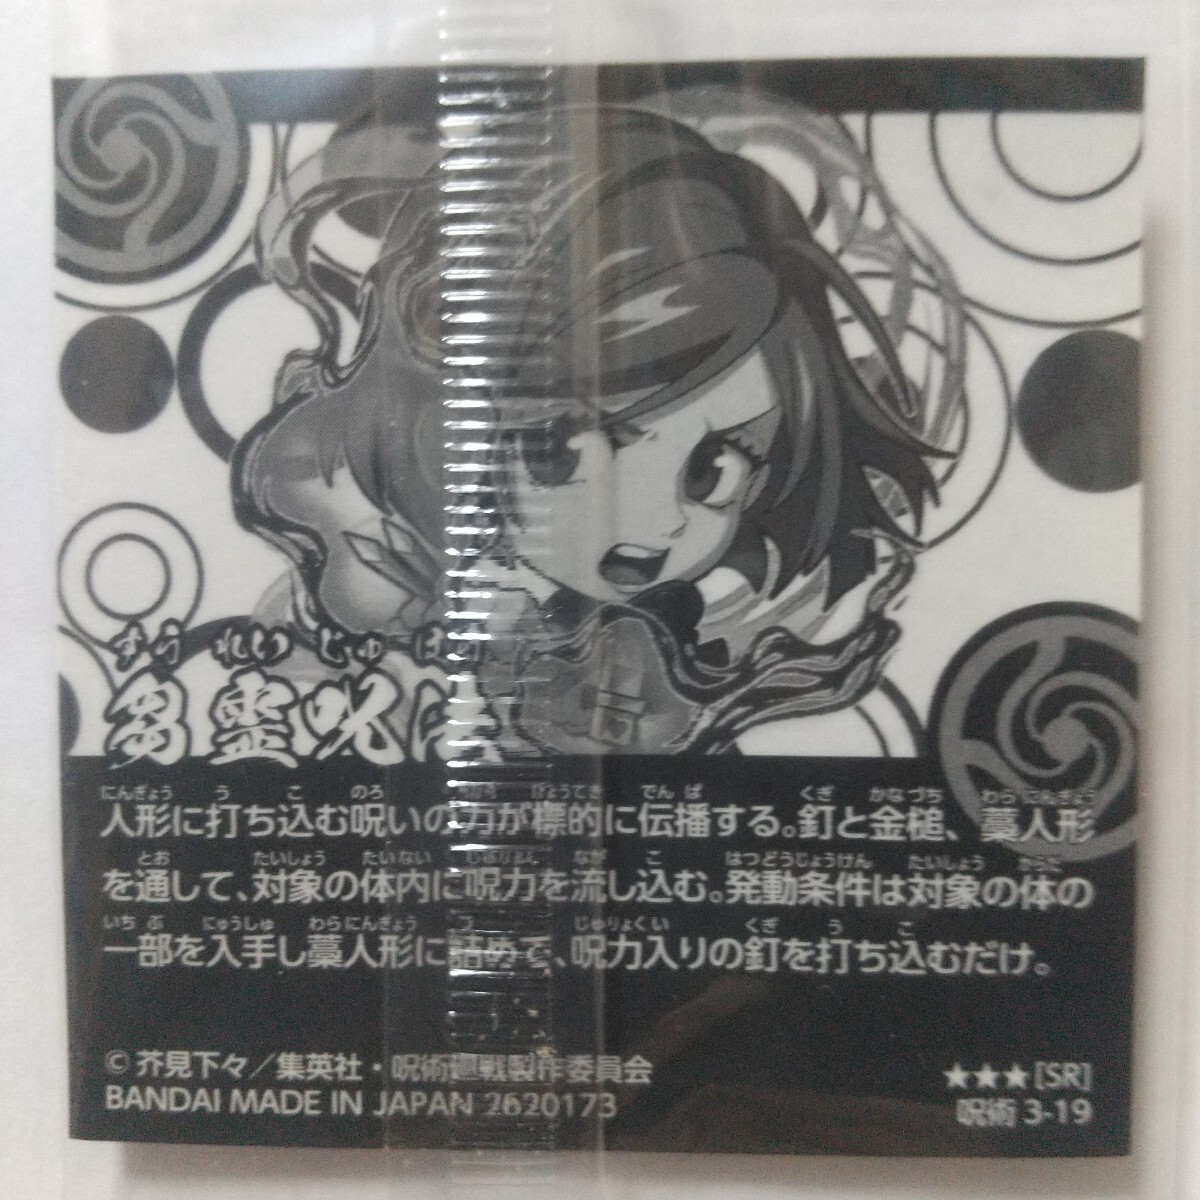 すうれいじゅほう
芻霊呪法
にんぎょう う こ のろ ひょうてき でんぱ くぎ かなづち わらにんぎょう
人形に打ち込む呪いの力が標的に伝播する。釘と金槌、藁人形
とお たいしょう たいない じゅりょく なが こ はつどうじょうけん たいしょう からだ
を通して、対象の体内に呪力を流し込む。発動条件は対象の体の
いちぶ にゅうしゅ わらにんぎょう つ じゅりょくい くぎ う こ
一部を入手し藁人形に詰めて、呪力入りの釘を打ち込むだけ。
© 芥見下々／集英社・呪術廻戦製作委員会
BANDAI MADE IN JAPAN 2620173
★★★[SR]
呪術 3-19